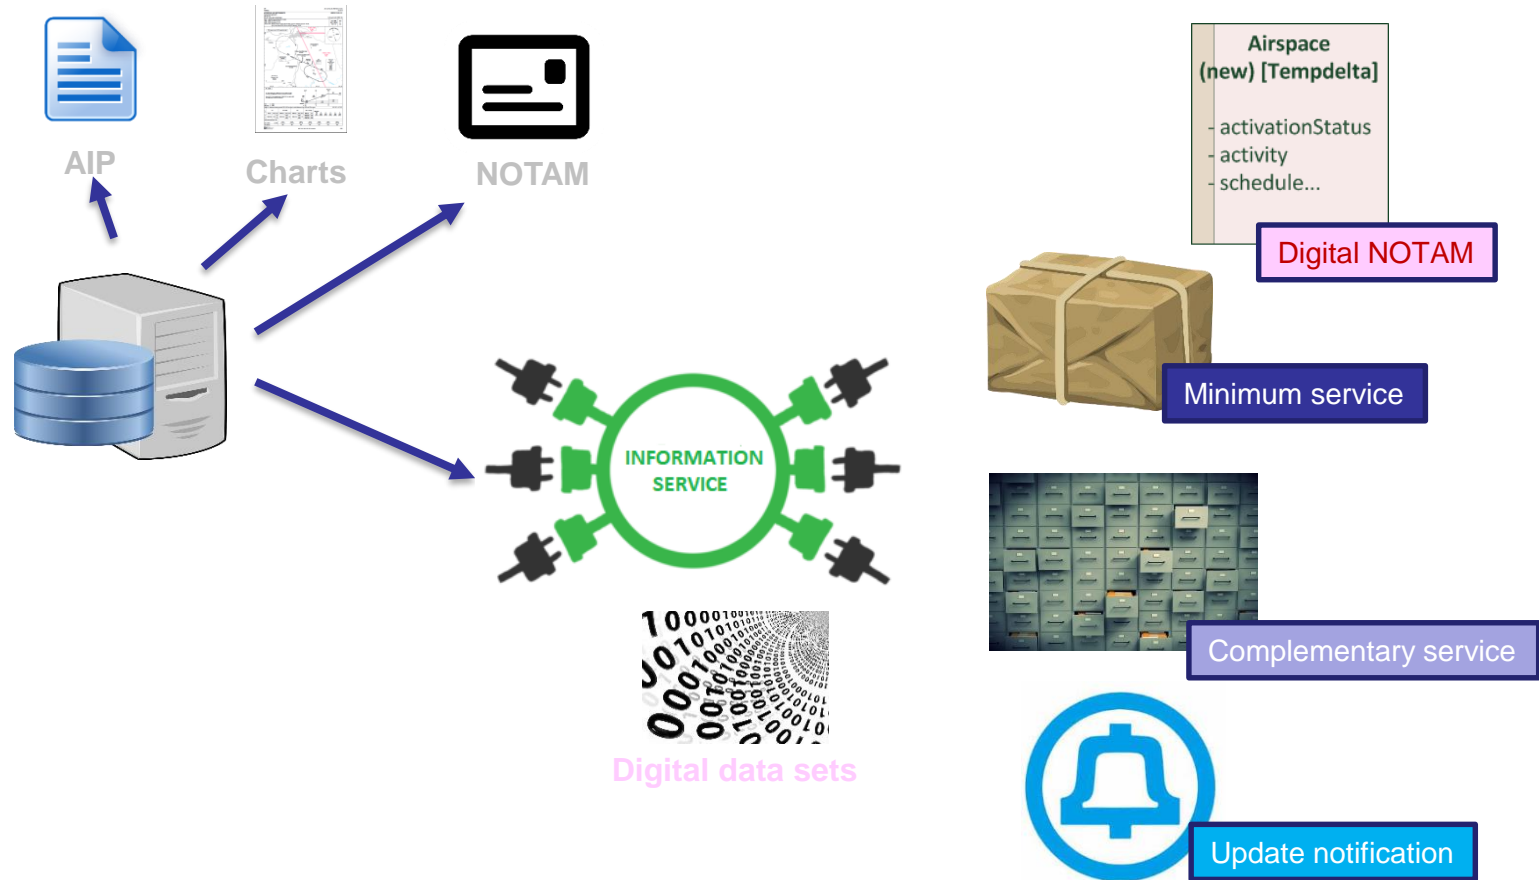 AIP
Charts
NOTAM
Airspace
(new) [Tempdelta]
- activationStatus
- activity
- schedule...
Digital NOTAM
Minimum service
INFORMATION
SERVICE
Complementary service
Digital data sets
Update notification